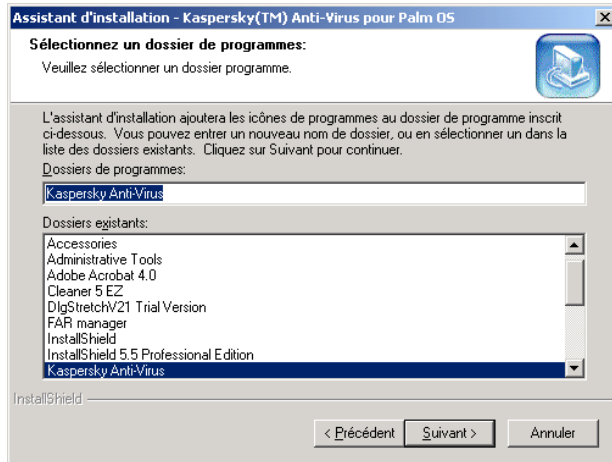 Assistant d'installation - Kaspersky(TM) Anti-Virus pour Palm OS
Sélectionnez un dossier de programmes:
Veuillez sélectionner un dossier programme.
L'assistant d'installation ajoutera les icônes de programmes au dossier de programme inscrit
ci-dessous. Vous pouvez entrer un nouveau nom de dossier, ou en sélectionner un dans la
liste des dossiers existants. Cliquez sur Suivant pour continuer.
Dossiers de programmes:
Kaspersky Anti-Virus
Dossiers existants:
Accessories
Administrative Tools
Adobe Acrobat 4.0
Cleaner 5 EZ
DlgStretchV21 Trial Version
FAR manager
InstallShield
InstallShield 5.5 Professional Edition
Kaspersky Anti-Virus
InstallShield
< Précédent Suivant > Annuler